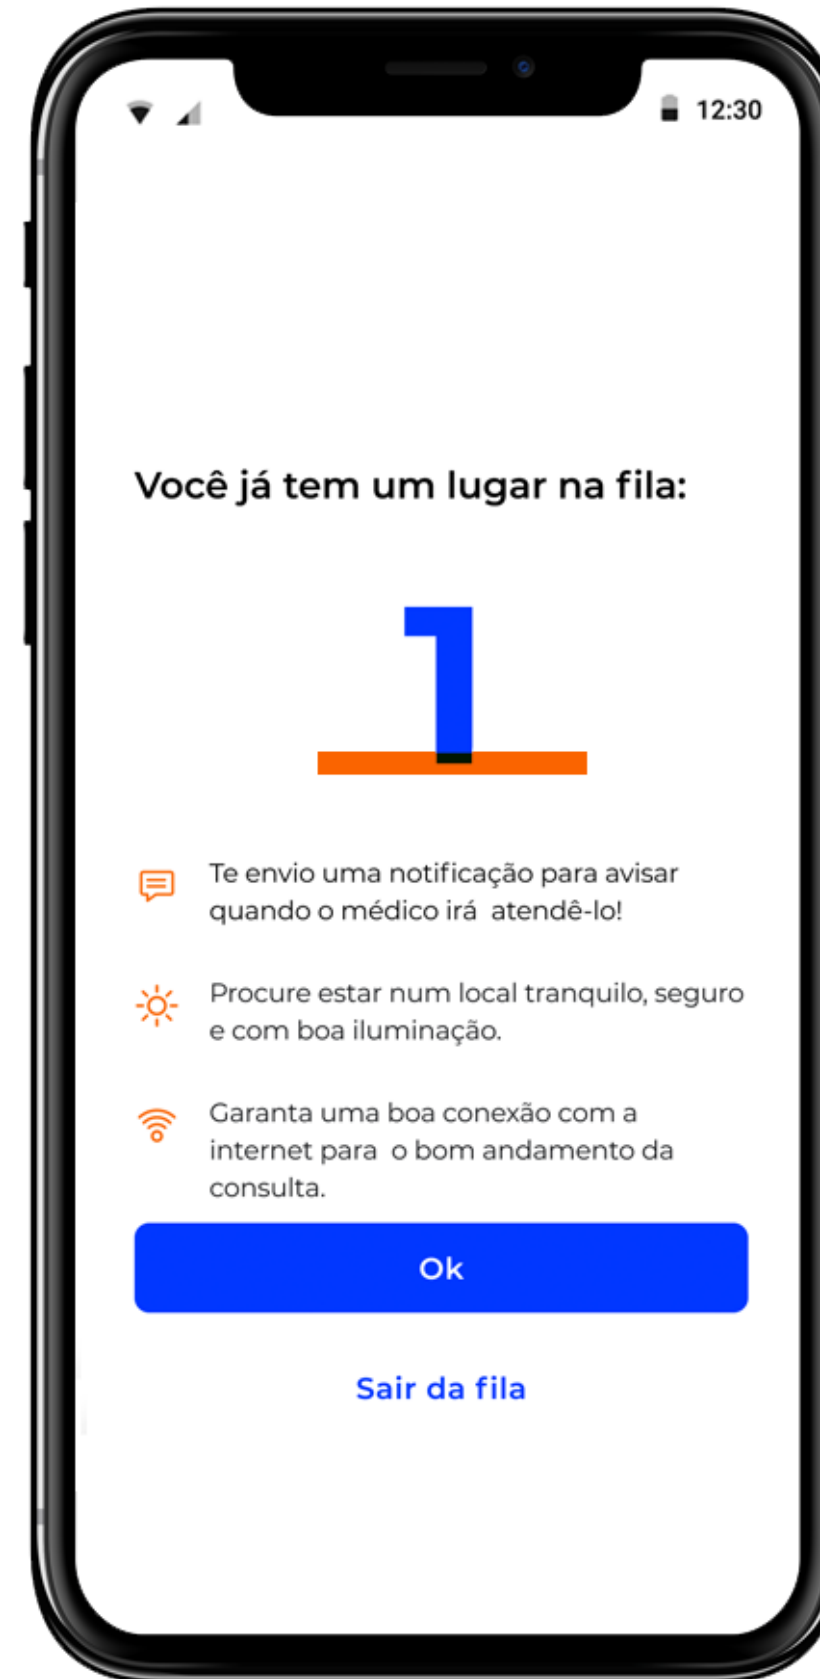 12:30
Você já tem um lugar na fila:
1
Te envio uma notificação para avisar
quando o médico irá  atendê-lo!
Procure estar num local tranquilo, seguro
e com boa iluminação.
Garanta uma boa conexão com a
internet para  o bom andamento da
consulta.
Ok
Sair da fila